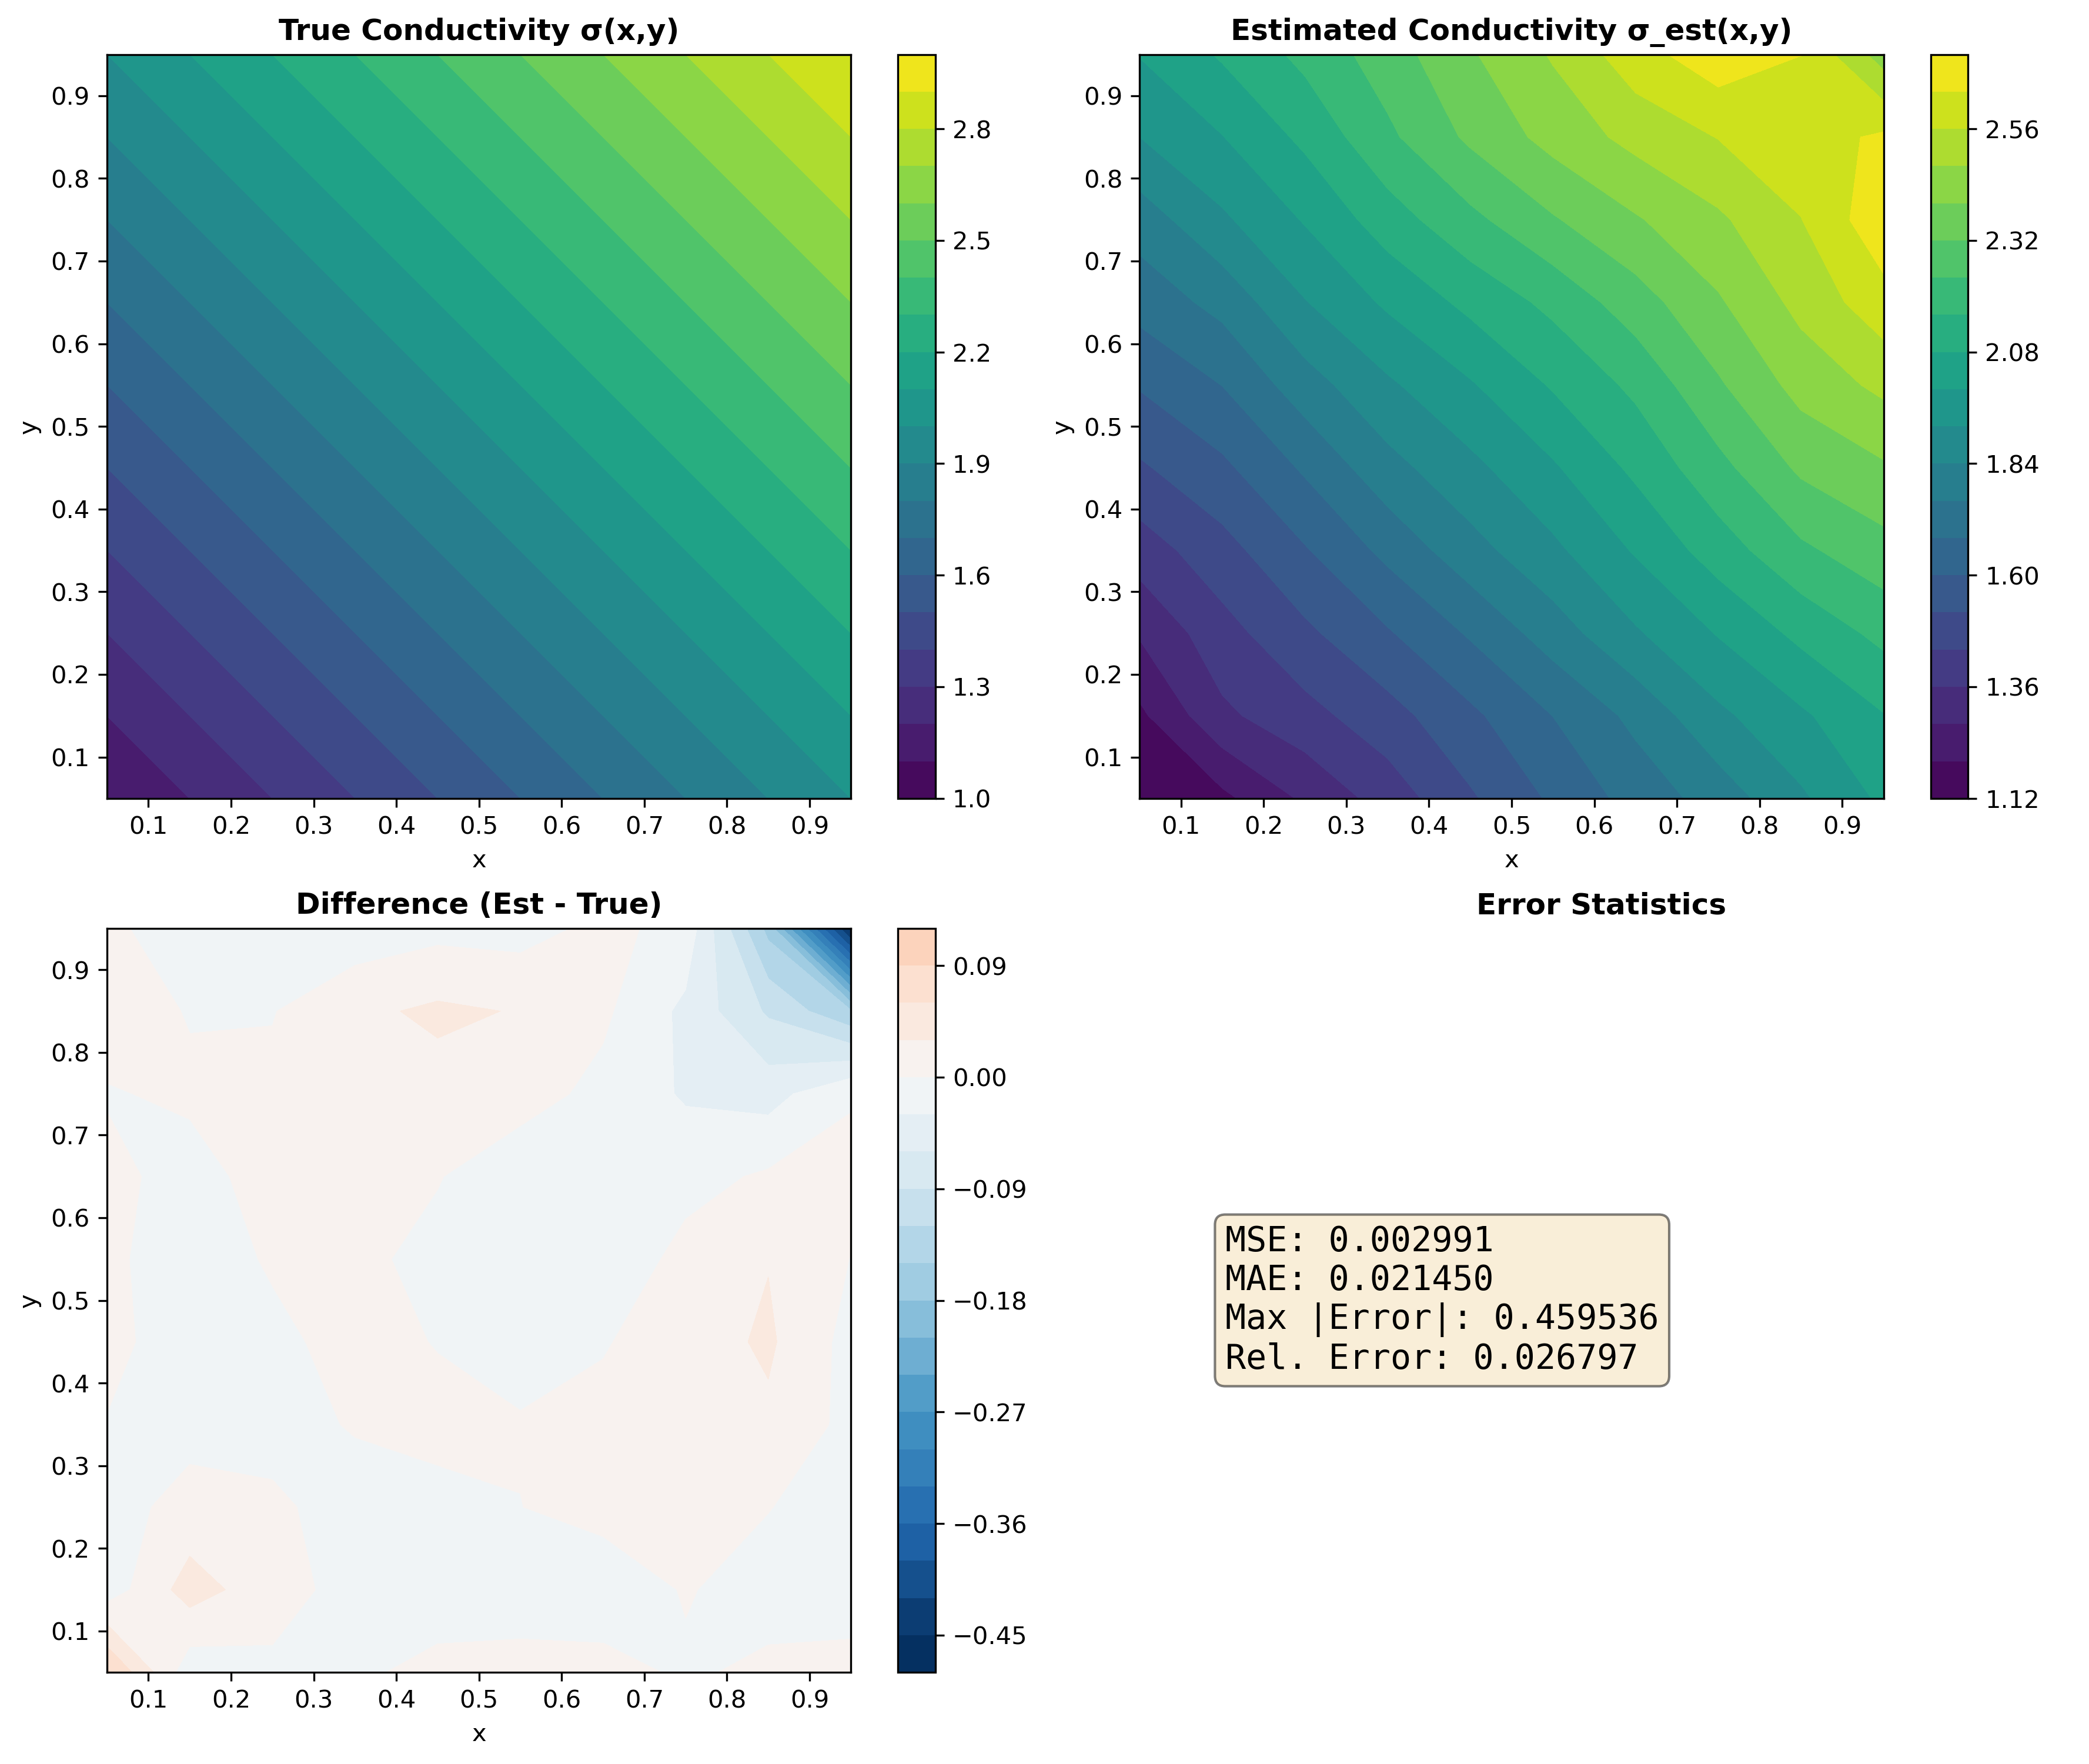 True Conductivity σ(x,y)
y
0.9
0.8
0.7
0.6
0.5
0.4
0.3
0.2
0.1
0.1 0.2 0.3 0.4 0.5 0.6 0.7 0.8 0.9
x
2.8
2.5
2.2
1.9
1.6
1.3
1.0
Estimated Conductivity σ_est(x,y)
y
0.9
0.8
0.7
0.6
0.5
0.4
0.3
0.2
0.1
0.1 0.2 0.3 0.4 0.5 0.6 0.7 0.8 0.9
x
2.56
2.32
2.08
1.84
1.60
1.36
1.12
Difference (Est - True)
y
0.9
0.8
0.7
0.6
0.5
0.4
0.3
0.2
0.1
0.1 0.2 0.3 0.4 0.5 0.6 0.7 0.8 0.9
x
0.09
0.00
−0.09
−0.18
−0.27
−0.36
−0.45
Error Statistics
MSE: 0.002991
MAE: 0.021450
Max |Error|: 0.459536
Rel. Error: 0.026797